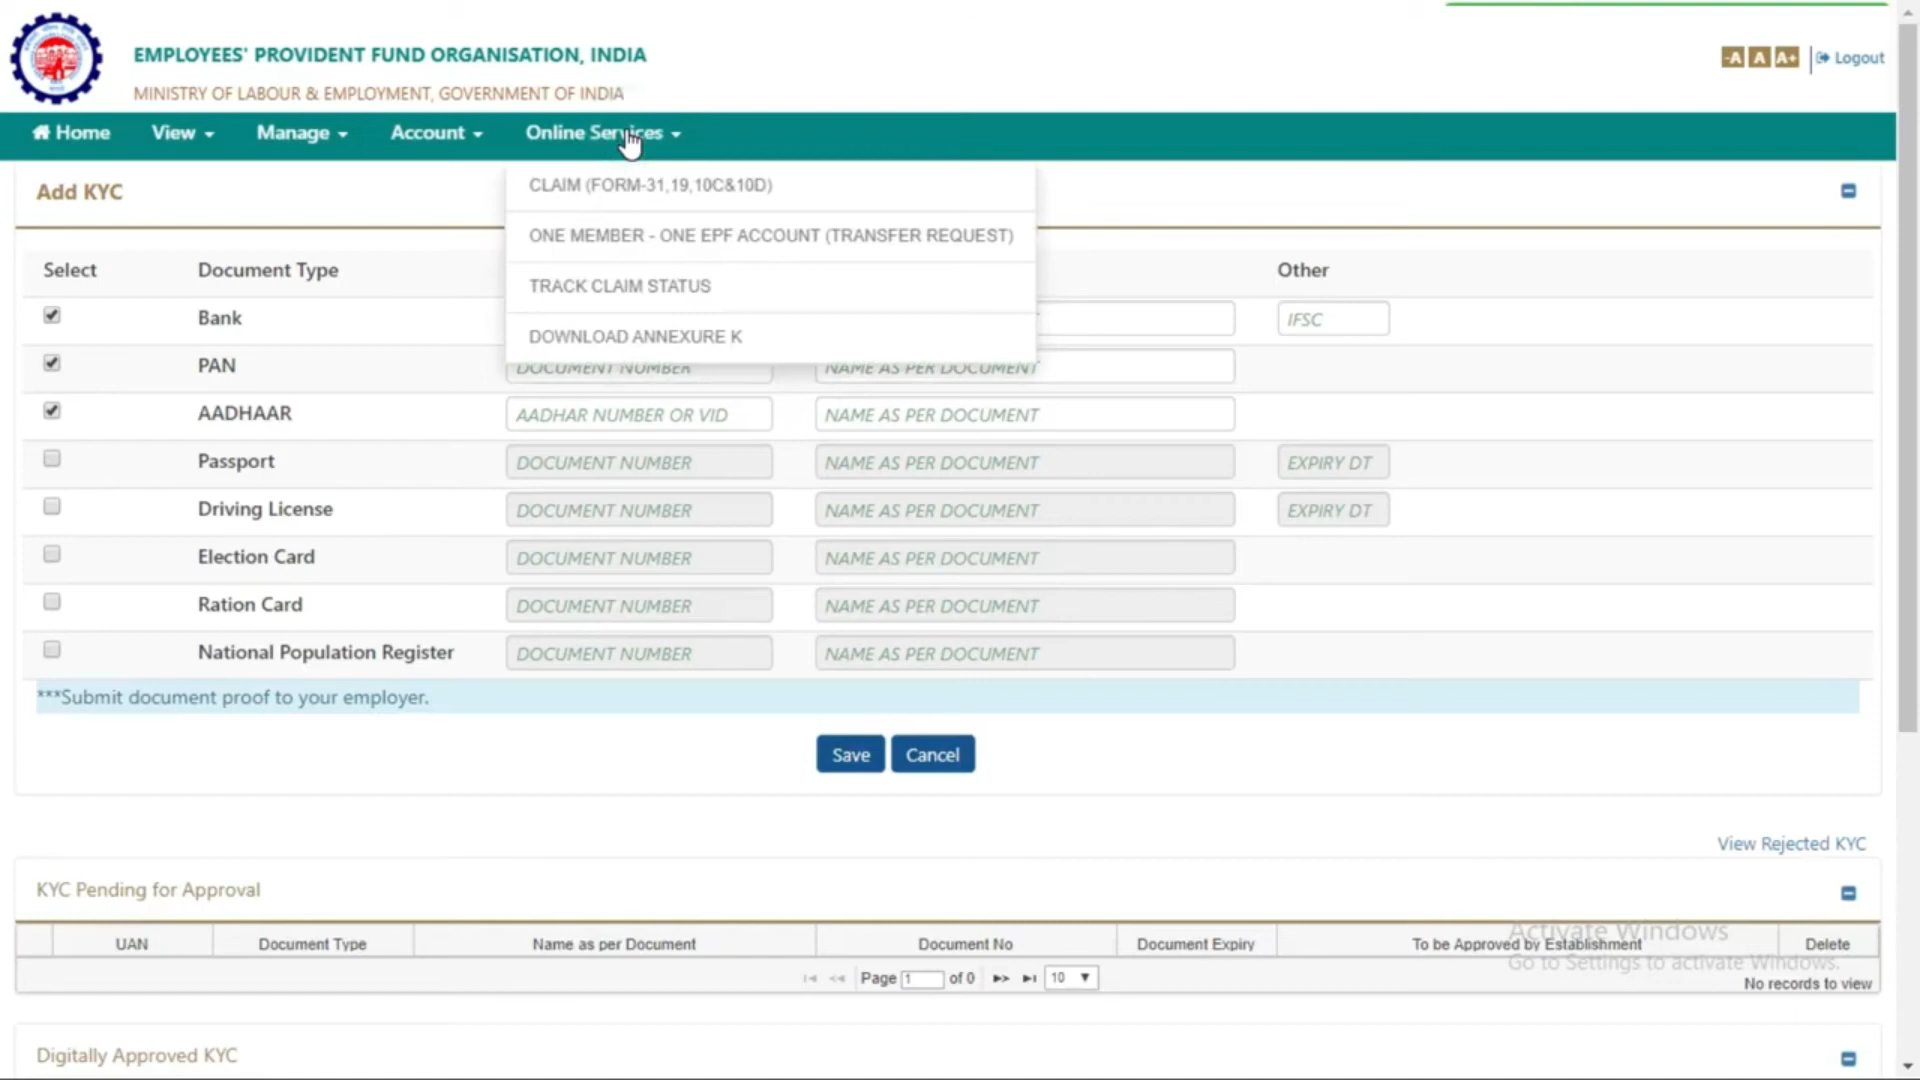 EMPLOYEES' PROVIDENT FUND ORGANISATION, INDIA
MINISTRY OF LABOUR & EMPLOYMENT, GOVERNMENT OF INDIA
-A A A+ Logout
Home View Manage Account Online Services
Add KYC
CLAIM (FORM-31,19,10C&10D)
ONE MEMBER - ONE EPF ACCOUNT (TRANSFER REQUEST)
TRACK CLAIM STATUS
DOWNLOAD ANNEXURE K
Select Document Type Other
Bank IFSC
PAN DOCUMENT NUMBER NAME AS PER DOCUMENT
AADHAAR AADHAR NUMBER OR VID NAME AS PER DOCUMENT
Passport DOCUMENT NUMBER NAME AS PER DOCUMENT EXPIRY DT
Driving License DOCUMENT NUMBER NAME AS PER DOCUMENT EXPIRY DT
Election Card DOCUMENT NUMBER NAME AS PER DOCUMENT
Ration Card DOCUMENT NUMBER NAME AS PER DOCUMENT
National Population Register DOCUMENT NUMBER NAME AS PER DOCUMENT
***Submit document proof to your employer.
Save Cancel
View Rejected KYC
KYC Pending for Approval
UAN Document Type Name as per Document Document No Document Expiry To be Approved by Establishment Delete
Page 1 of 0 10
No records to view
Activate Windows
Go to Settings to activate Windows.
Digitally Approved KYC